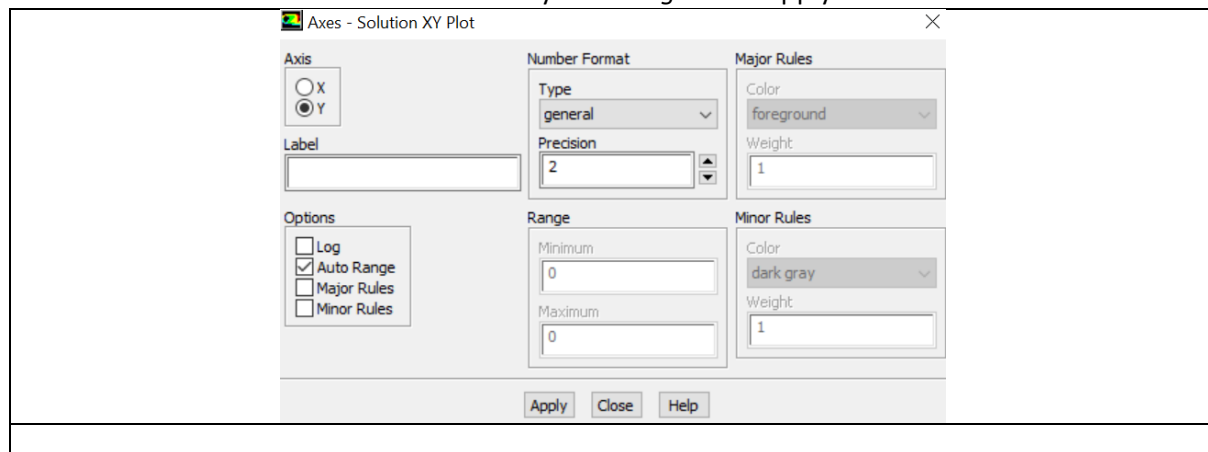 Axes - Solution XY Plot
Axis
X
Y
Label
Options
Log
Auto Range
Major Rules
Minor Rules
Number Format
Type
general
Precision
2
Range
Minimum
0
Maximum
0
Major Rules
Color
foreground
Weight
1
Minor Rules
Color
dark gray
Weight
1
Apply Close Help